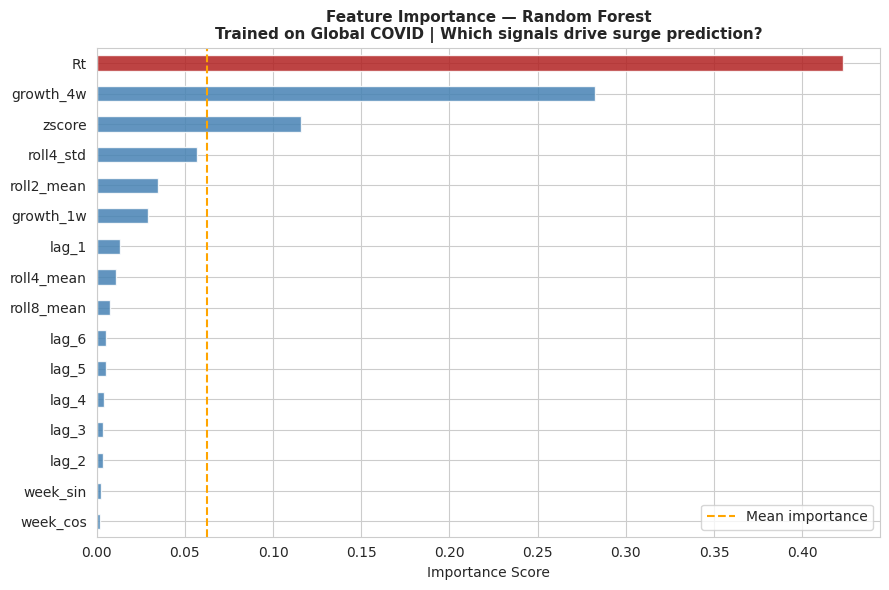 Feature Importance — Random Forest
Trained on Global COVID | Which signals drive surge prediction?
Rt
growth_4w
zscore
roll4_std
roll2_mean
growth_1w
lag_1
roll4_mean
roll8_mean
lag_6
lag_5
lag_4
lag_3
lag_2
week_sin
week_cos
Mean importance
0.00 0.05 0.10 0.15 0.20 0.25 0.30 0.35 0.40
Importance Score